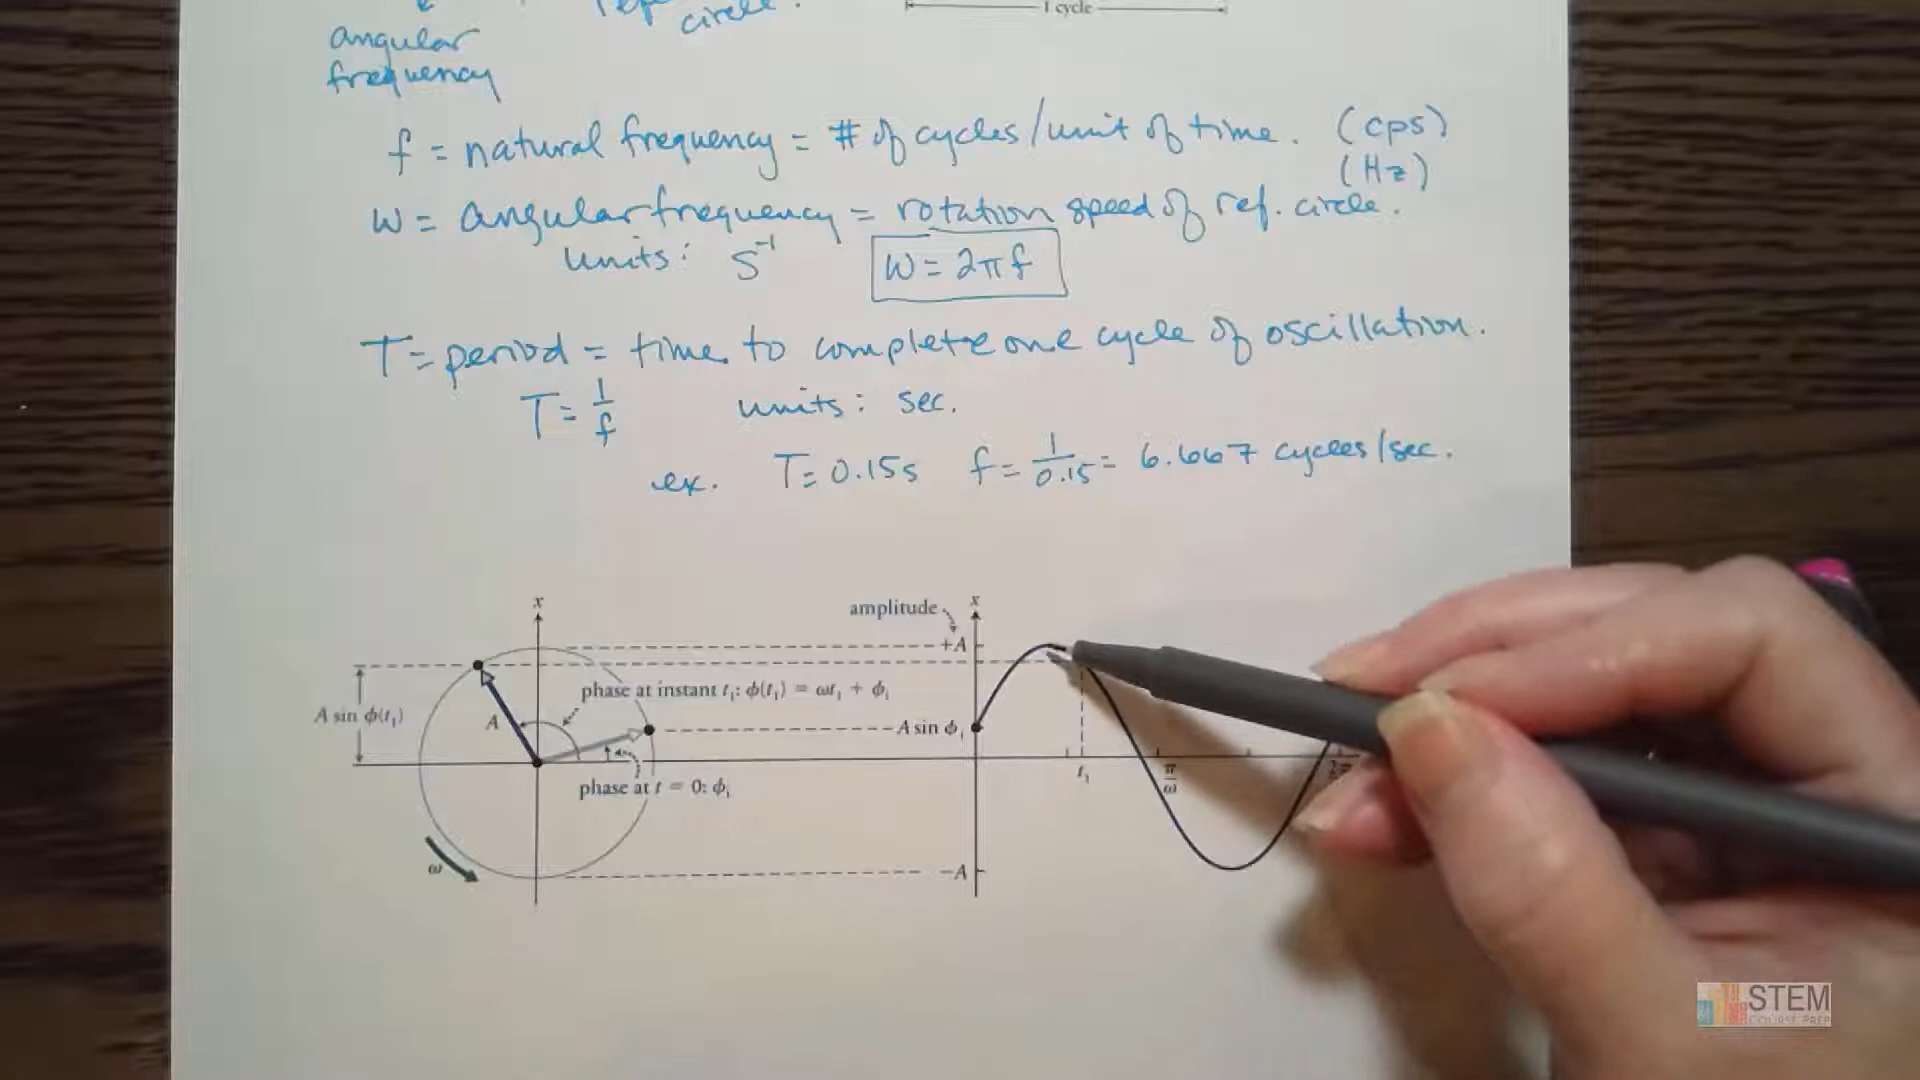 1 cycle
circle.
angular
frequency
f = natural frequency = # of cycles/unit of time. (cps)
(Hz)
ω = angular frequency = rotation speed of ref. circle.
units: s⁻¹ ω = 2πf
T = period = time to complete one cycle of oscillation.
T = 1/f units: sec.
ex. T = 0.15s f = 1/0.15 = 6.667 cycles/sec.
x amplitude x
+A
phase at instant t₁: ϕ(t₁) = ωt₁ + ϕᵢ
A sin ϕ(t₁) A A sin ϕᵢ
phase at t = 0: ϕᵢ t₁ π/ω
ω −A
STEM
COURSE PREP